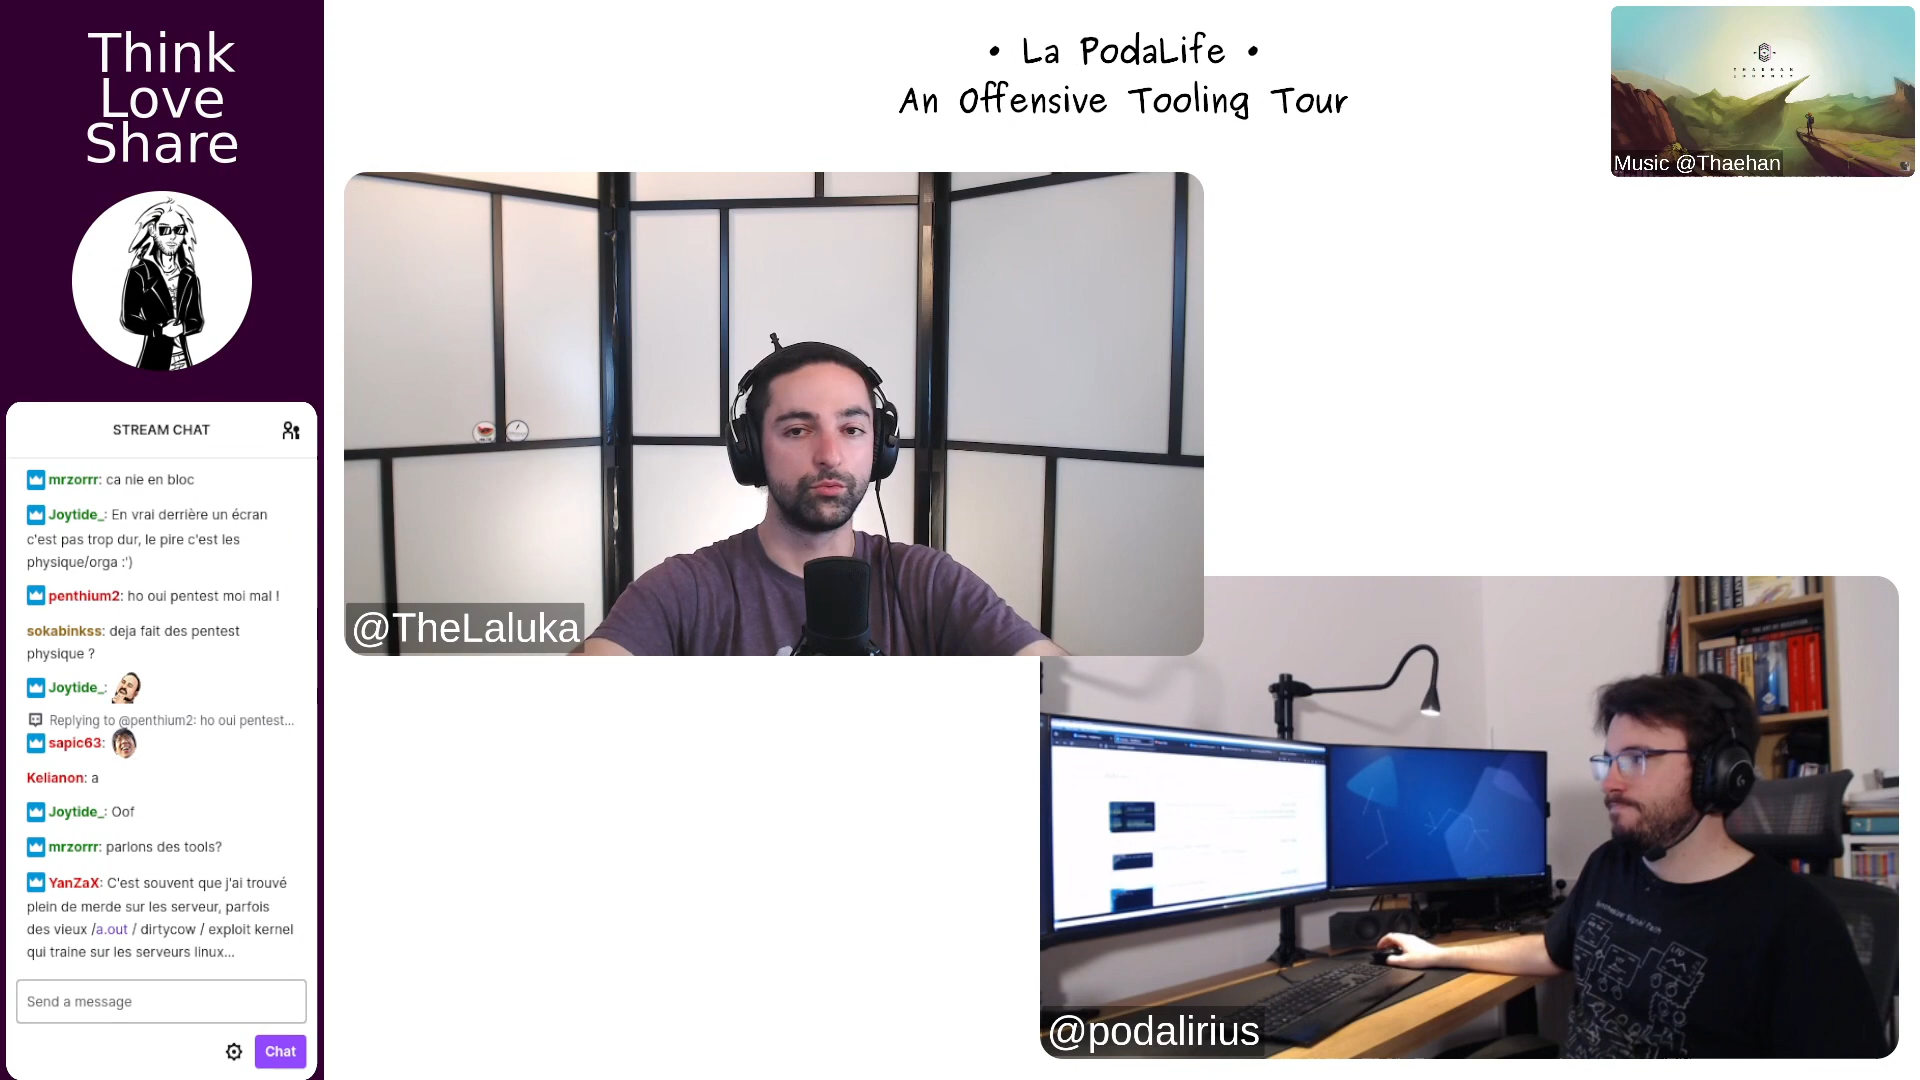 Think
Love
Share
• La PodaLife •
An Offensive Tooling Tour
Music @Thaehan
@TheLaluka
@podalirius
STREAM CHAT
mrzorrr: ca nie en bloc
Joytide_: En vrai derrière un écran
c'est pas trop dur, le pire c'est les
physique/orga :')
penthium2: ho oui pentest moi mal !
sokabinkss: deja fait des pentest
physique ?
Joytide_:
Replying to @penthium2: ho oui pentest...
sapic63:
Kelianon: a
Joytide_: Oof
mrzorrr: parlons des tools?
YanZaX: C'est souvent que j'ai trouvé
plein de merde sur les serveur, parfois
des vieux /a.out / dirtycow / exploit kernel
qui traine sur les serveurs linux...
Send a message
Chat